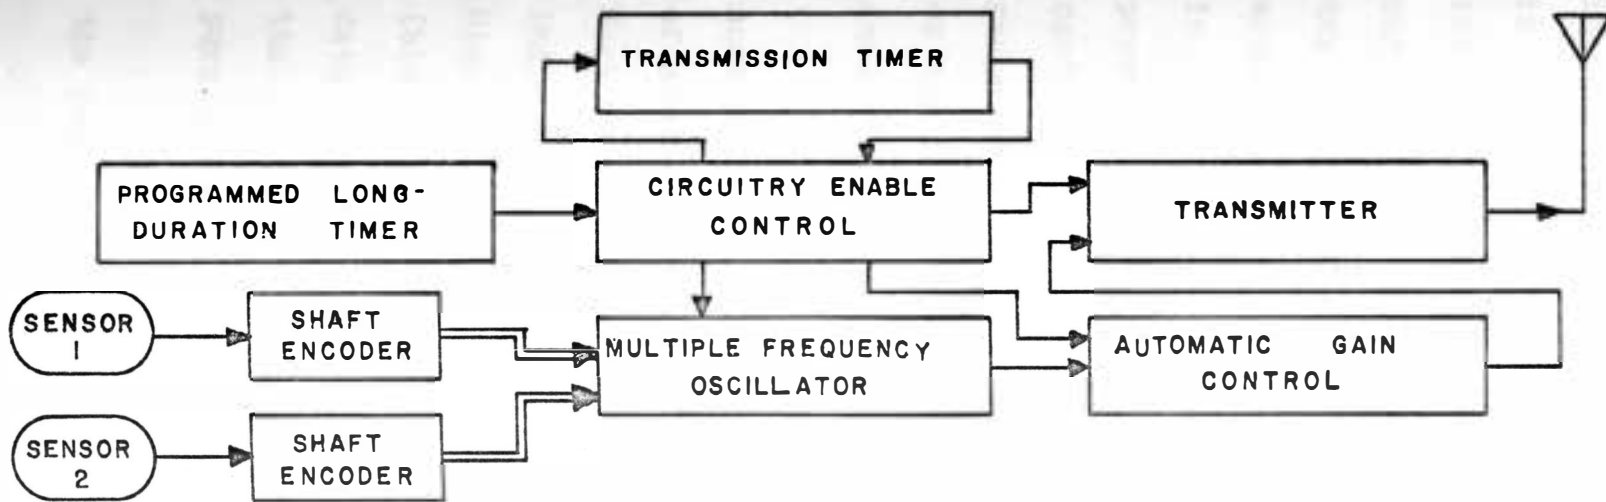 TRANSMISSION TIMER
PROGRAMMED LONG-
DURATION TIMER
CIRCUITRY ENABLE
CONTROL
TRANSMITTER
SENSOR
1
SHAFT
ENCODER
MULTIPLE FREQUENCY
OSCILLATOR
AUTOMATIC GAIN
CONTROL
SENSOR
2
SHAFT
ENCODER